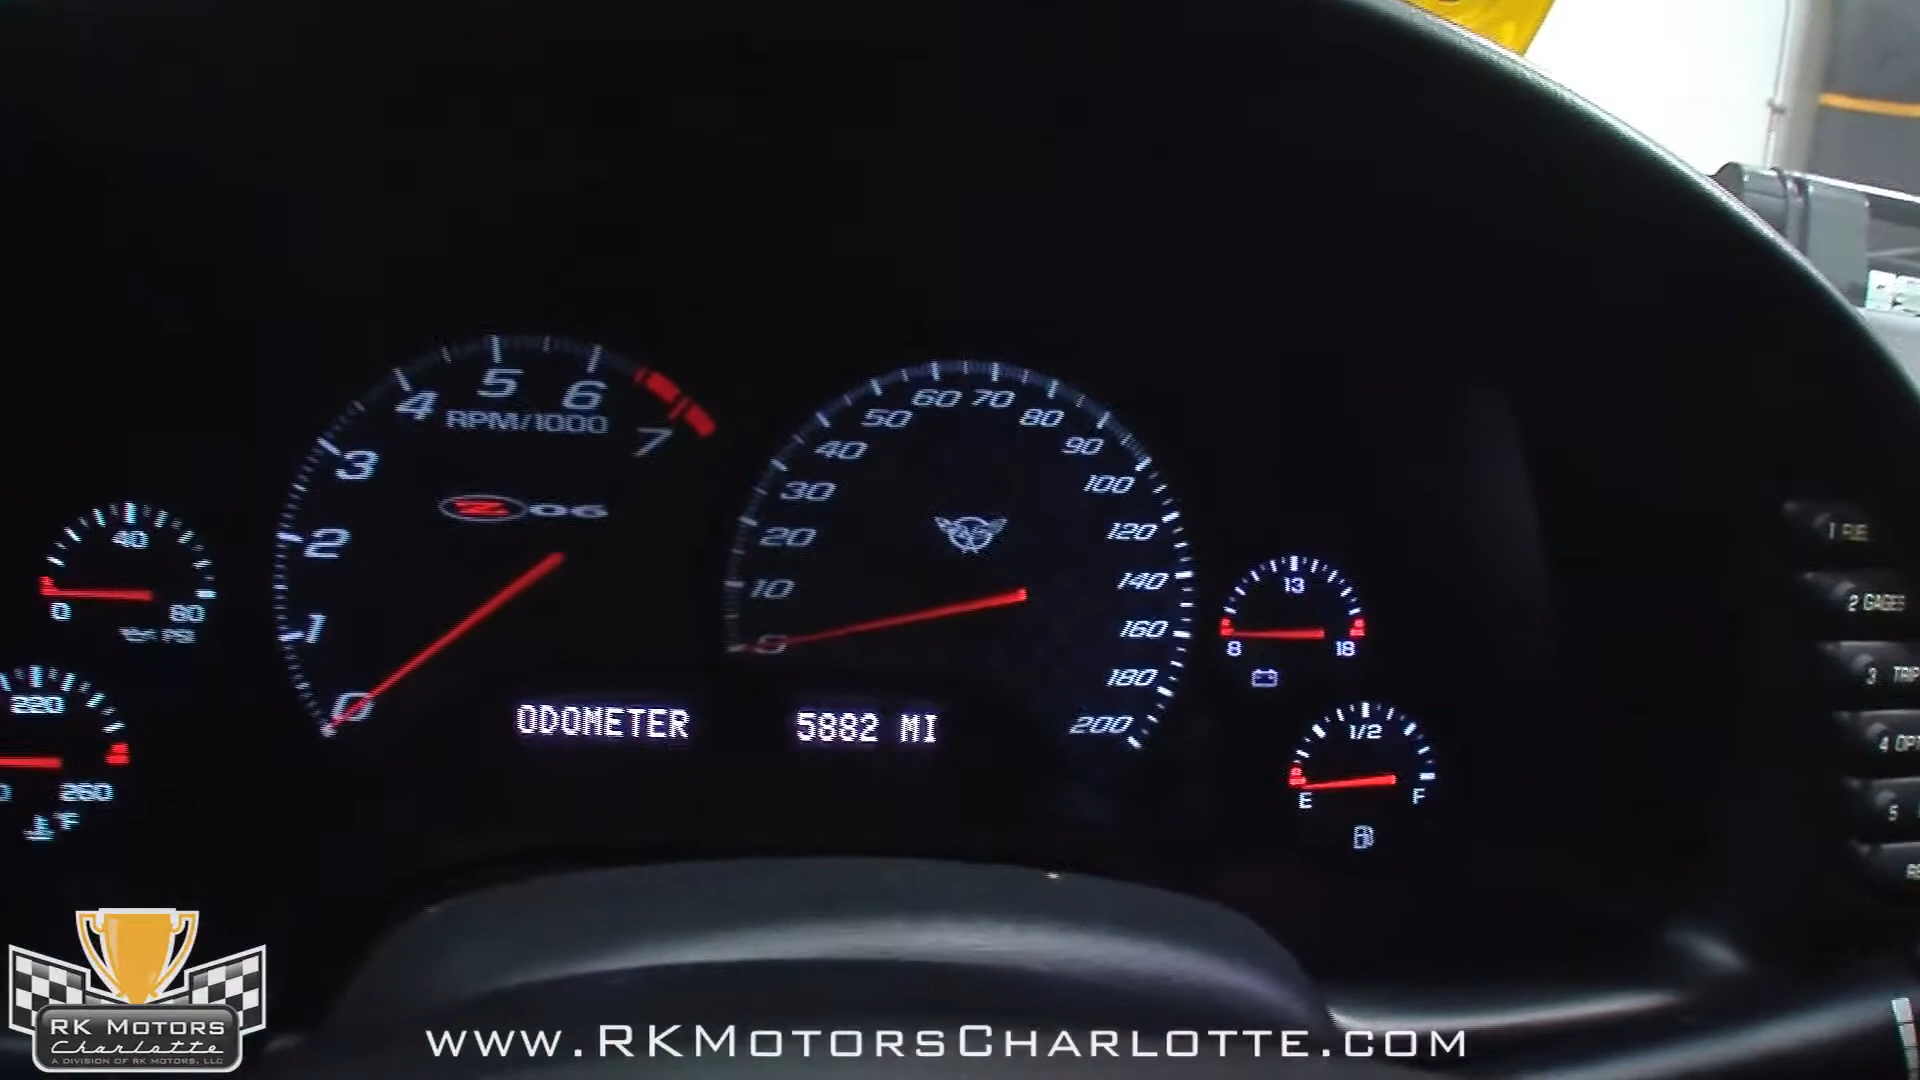 4 5 6
RPM/1000
7
3
2
1
0
Z06
60 70
50 80
40 90
30 100
20 120
10 140
0 160
180
200
40
0 80
PSI
220
260
°F
13
8 18
1/2
E F
ODOMETER 5882 MI
1 FUEL
2 GAGES
3 TRIP
4
5
RK MOTORS
Charlotte
A DIVISION OF RK MOTORS, LLC
www.RKMotorsCharlotte.com